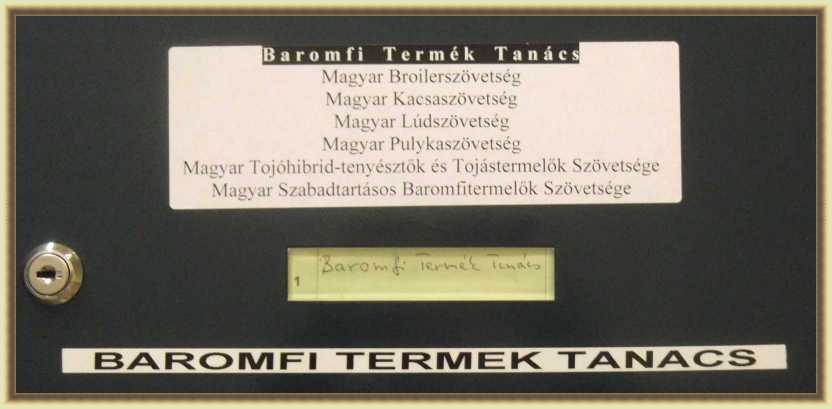 Baromfi Termék Tanács
Magyar Broilerszövetség
Magyar Kacsaszövetség
Magyar Lúdszövetség
Magyar Pulykaszövetség
Magyar Tojóhibrid-tenyésztők és Tojástermelők Szövetsége
Magyar Szabadtartásos Baromfitermelők Szövetsége
1 Baromfi Termék Tanács
BAROMFI TERMEK TANACS